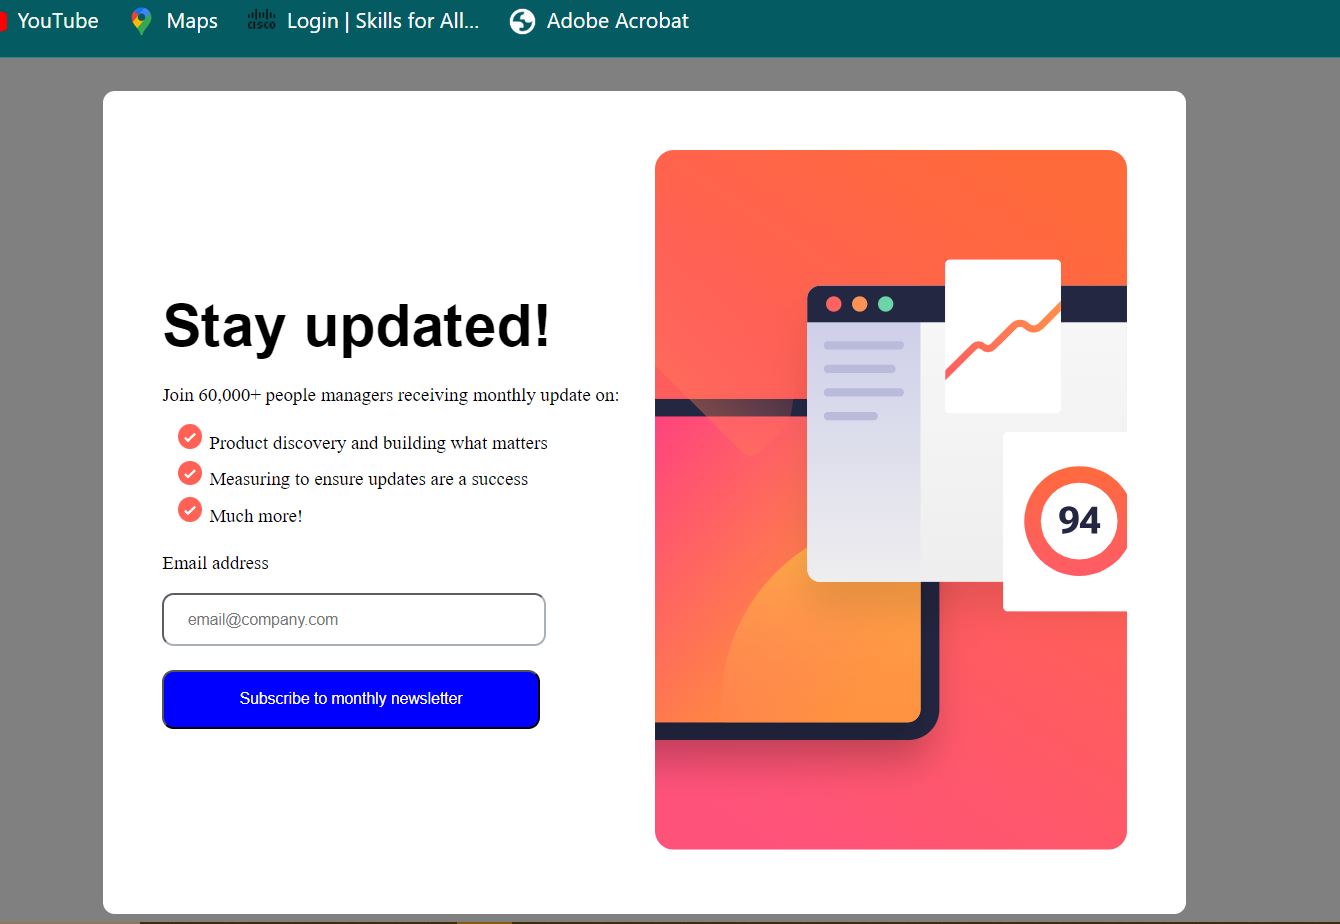 YouTube Maps CISCO Login | Skills for All... Adobe Acrobat
Stay updated!
Join 60,000+ people managers receiving monthly update on:
Product discovery and building what matters
Measuring to ensure updates are a success
Much more!
Email address
email@company.com
Subscribe to monthly newsletter
94